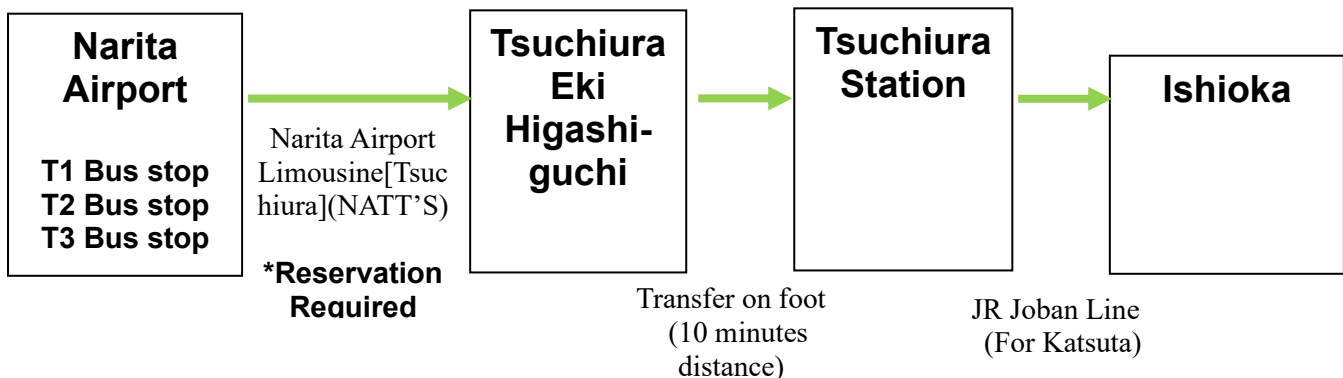 Narita
Airport
T1 Bus stop
T2 Bus stop
T3 Bus stop
Narita Airport
Limousine[Tsuc
hiura](NATT’S)
*Reservation
Required
Tsuchiura
Eki
Higashi-
guchi
Transfer on foot
(10 minutes
distance)
Tsuchiura
Station
JR Joban Line
(For Katsuta)
Ishioka